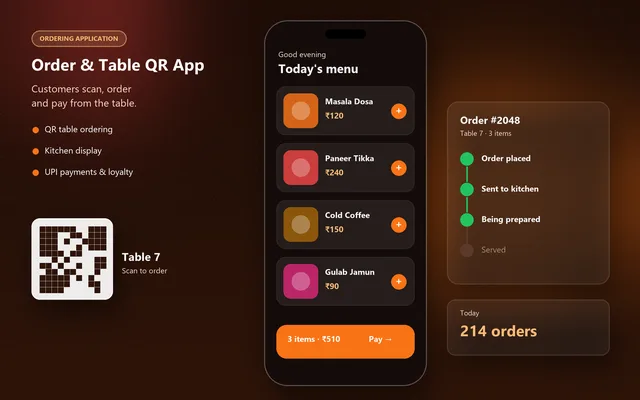 ORDERING APPLICATION
Order & Table QR App
Customers scan, order
and pay from the table.
QR table ordering
Kitchen display
UPI payments & loyalty
Table 7
Scan to order
Good evening
Today's menu
Masala Dosa
₹120
+
Paneer Tikka
₹240
+
Cold Coffee
₹150
+
Gulab Jamun
₹90
+
3 items · ₹510 Pay →
Order #2048
Table 7 · 3 items
Order placed
Sent to kitchen
Being prepared
Served
Today
214 orders